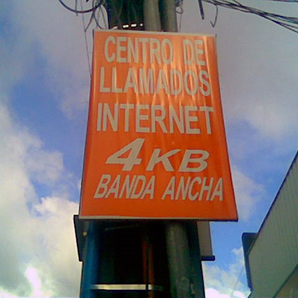 CENTRO DE
LLAMADOS
INTERNET
4KB
BANDA ANCHA